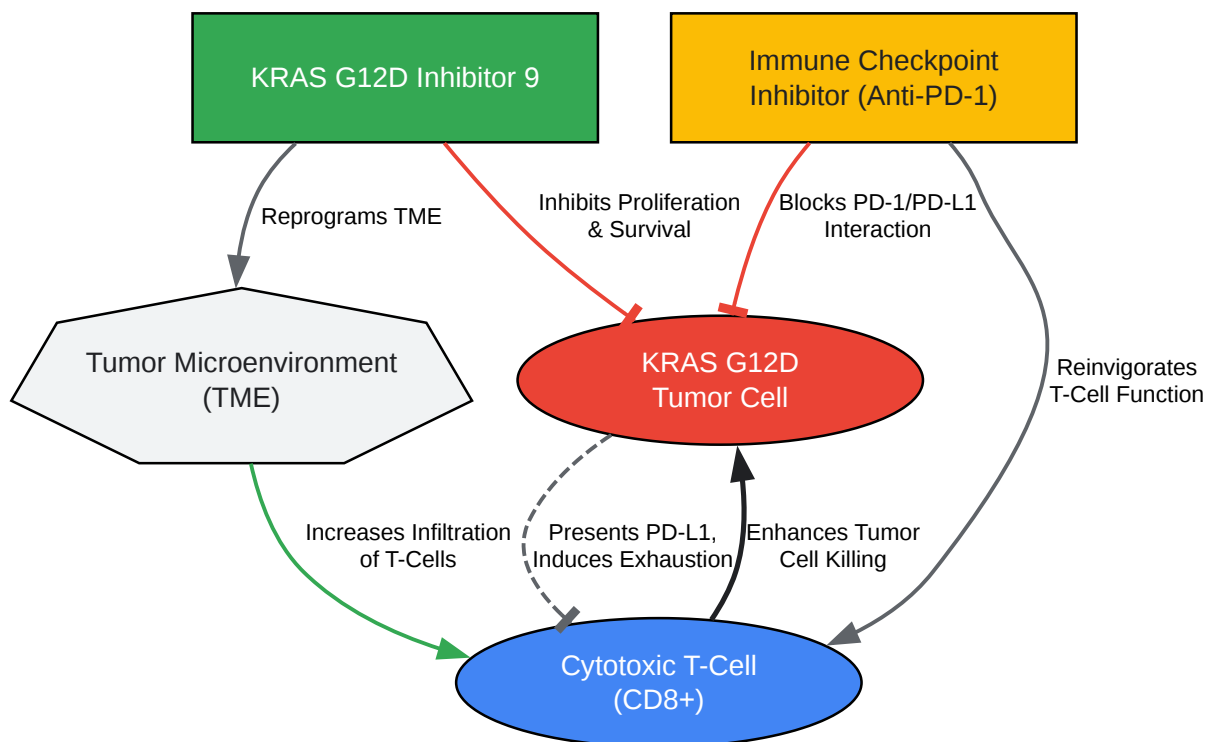 KRAS G12D Inhibitor 9
Immune Checkpoint
Inhibitor (Anti-PD-1)
Reprograms TME
Inhibits Proliferation
& Survival
Blocks PD-1/PD-L1
Interaction
Tumor Microenvironment
(TME)
KRAS G12D
Tumor Cell
Reinvigorates
T-Cell Function
Increases Infiltration
of T-Cells
Presents PD-L1,
Induces Exhaustion
Enhances Tumor
Cell Killing
Cytotoxic T-Cell
(CD8+)